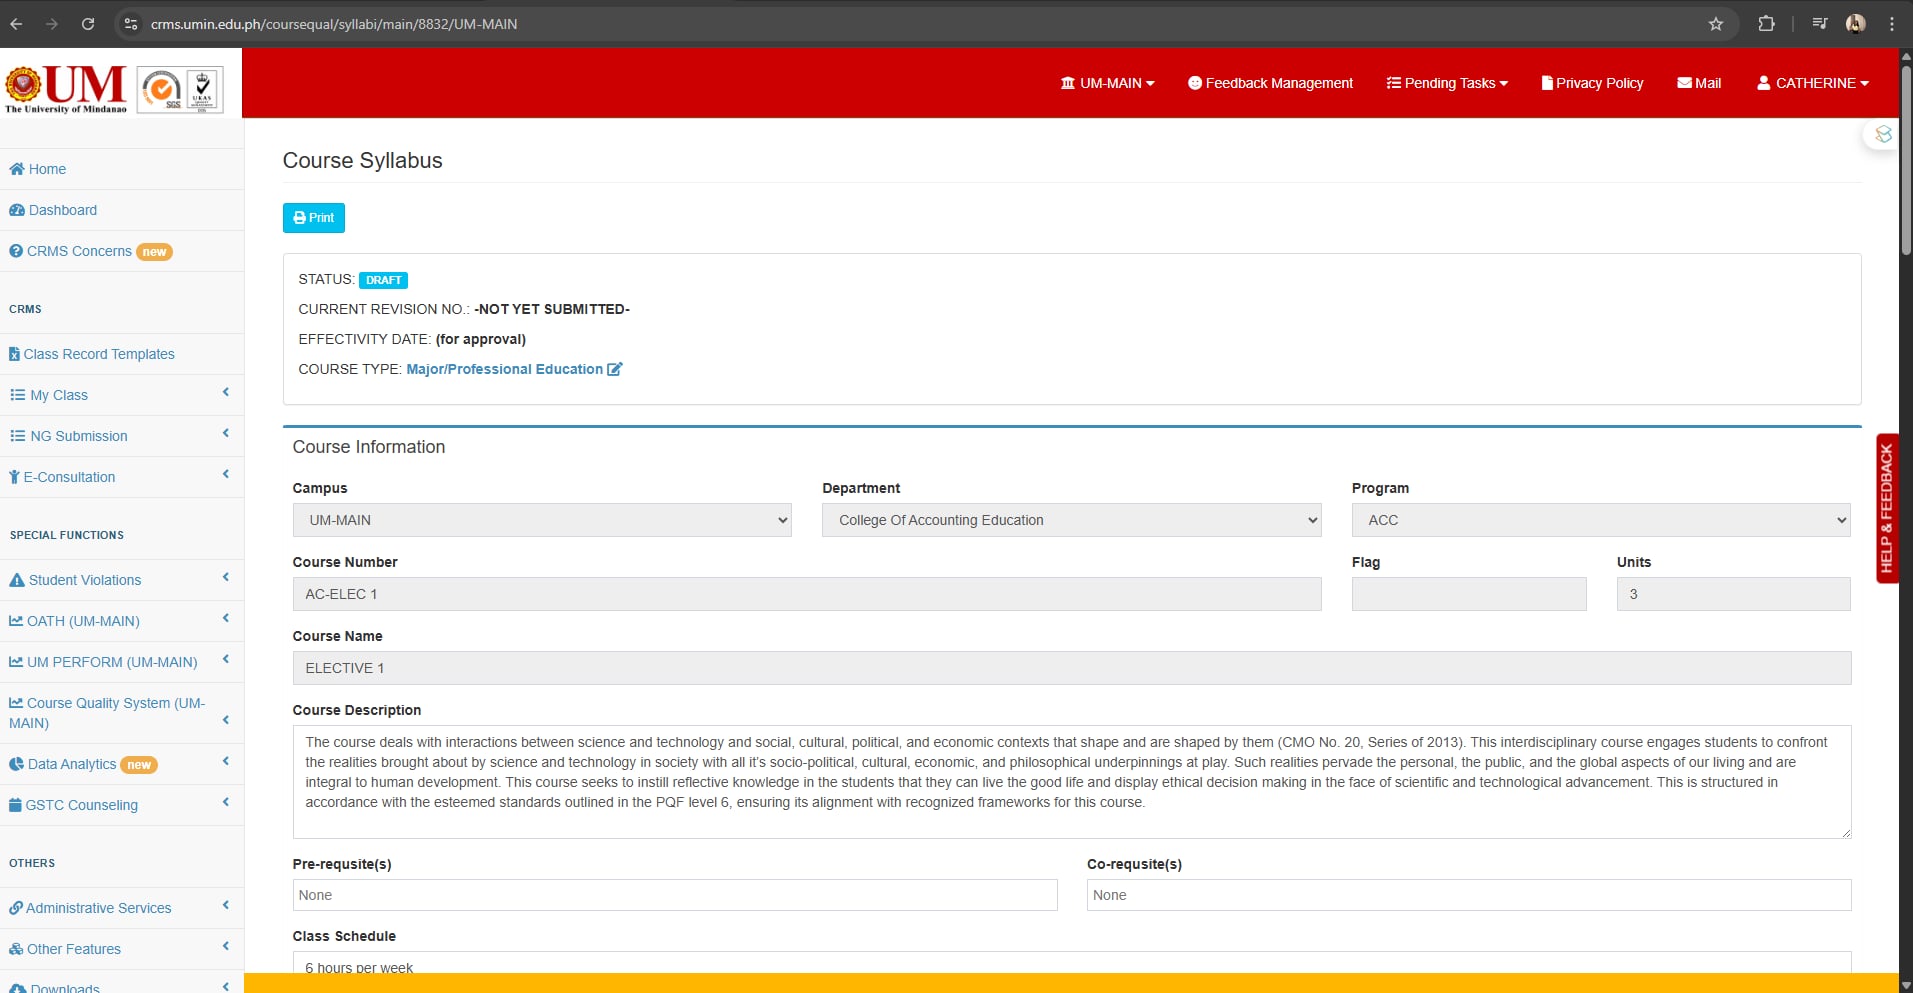 crms.umin.edu.ph/coursequal/syllabi/main/8832/UM-MAIN
UM
The University of Mindanao
SGS
UKAS
UM-MAIN
Feedback Management
Pending Tasks
Privacy Policy
Mail
CATHERINE
Home
Dashboard
CRMS Concerns new
CRMS
Class Record Templates
My Class
NG Submission
E-Consultation
SPECIAL FUNCTIONS
Student Violations
OATH (UM-MAIN)
UM PERFORM (UM-MAIN)
Course Quality System (UM-
MAIN)
Data Analytics new
GSTC Counseling
OTHERS
Administrative Services
Other Features
Downloads
Course Syllabus
Print
STATUS: DRAFT
CURRENT REVISION NO.: -NOT YET SUBMITTED-
EFFECTIVITY DATE: (for approval)
COURSE TYPE: Major/Professional Education
Course Information
Campus
UM-MAIN
Department
College Of Accounting Education
Program
ACC
Course Number
AC-ELEC 1
Flag
Units
3
Course Name
ELECTIVE 1
Course Description
The course deals with interactions between science and technology and social, cultural, political, and economic contexts that shape and are shaped by them (CMO No. 20, Series of 2013). This interdisciplinary course engages students to confront
the realities brought about by science and technology in society with all it's socio-political, cultural, economic, and philosophical underpinnings at play. Such realities pervade the personal, the public, and the global aspects of our living and are
integral to human development. This course seeks to instill reflective knowledge in the students that they can live the good life and display ethical decision making in the face of scientific and technological advancement. This is structured in
accordance with the esteemed standards outlined in the PQF level 6, ensuring its alignment with recognized frameworks for this course.
Pre-requsite(s)
None
Co-requsite(s)
None
Class Schedule
6 hours per week
HELP & FEEDBACK